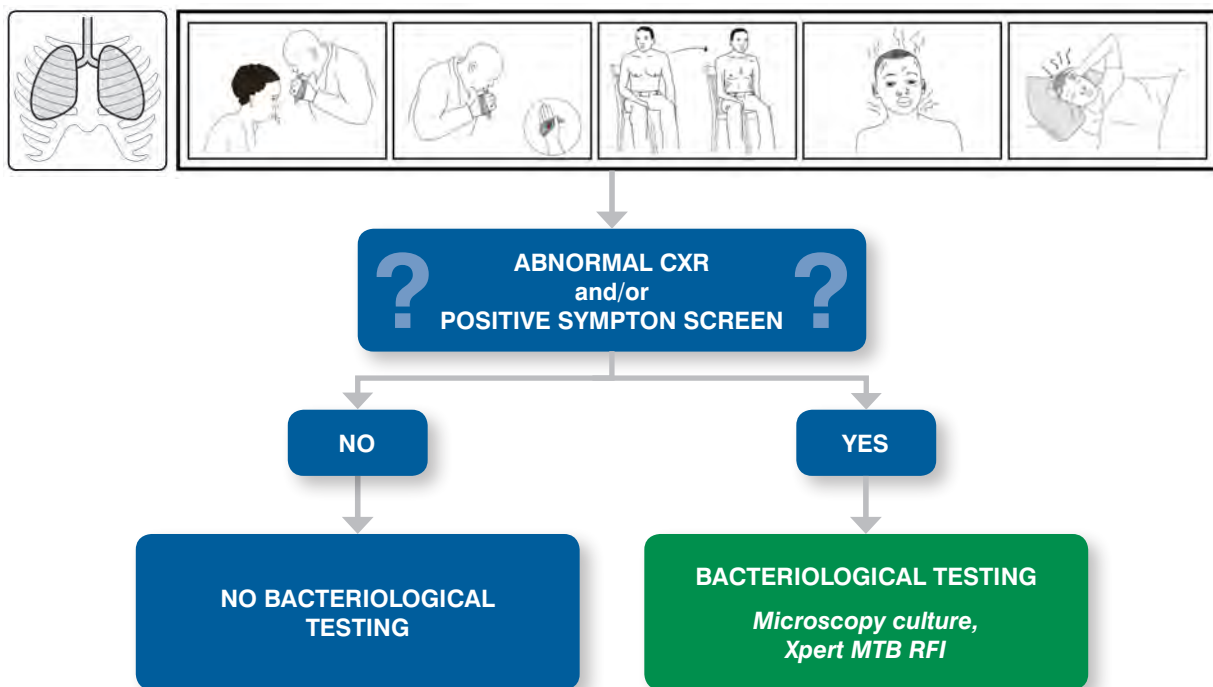 ?
ABNORMAL CXR
and/or
POSITIVE SYMPTON SCREEN
?
NO
YES
NO BACTERIOLOGICAL
TESTING
BACTERIOLOGICAL TESTING
Microscopy culture,
Xpert MTB RFI